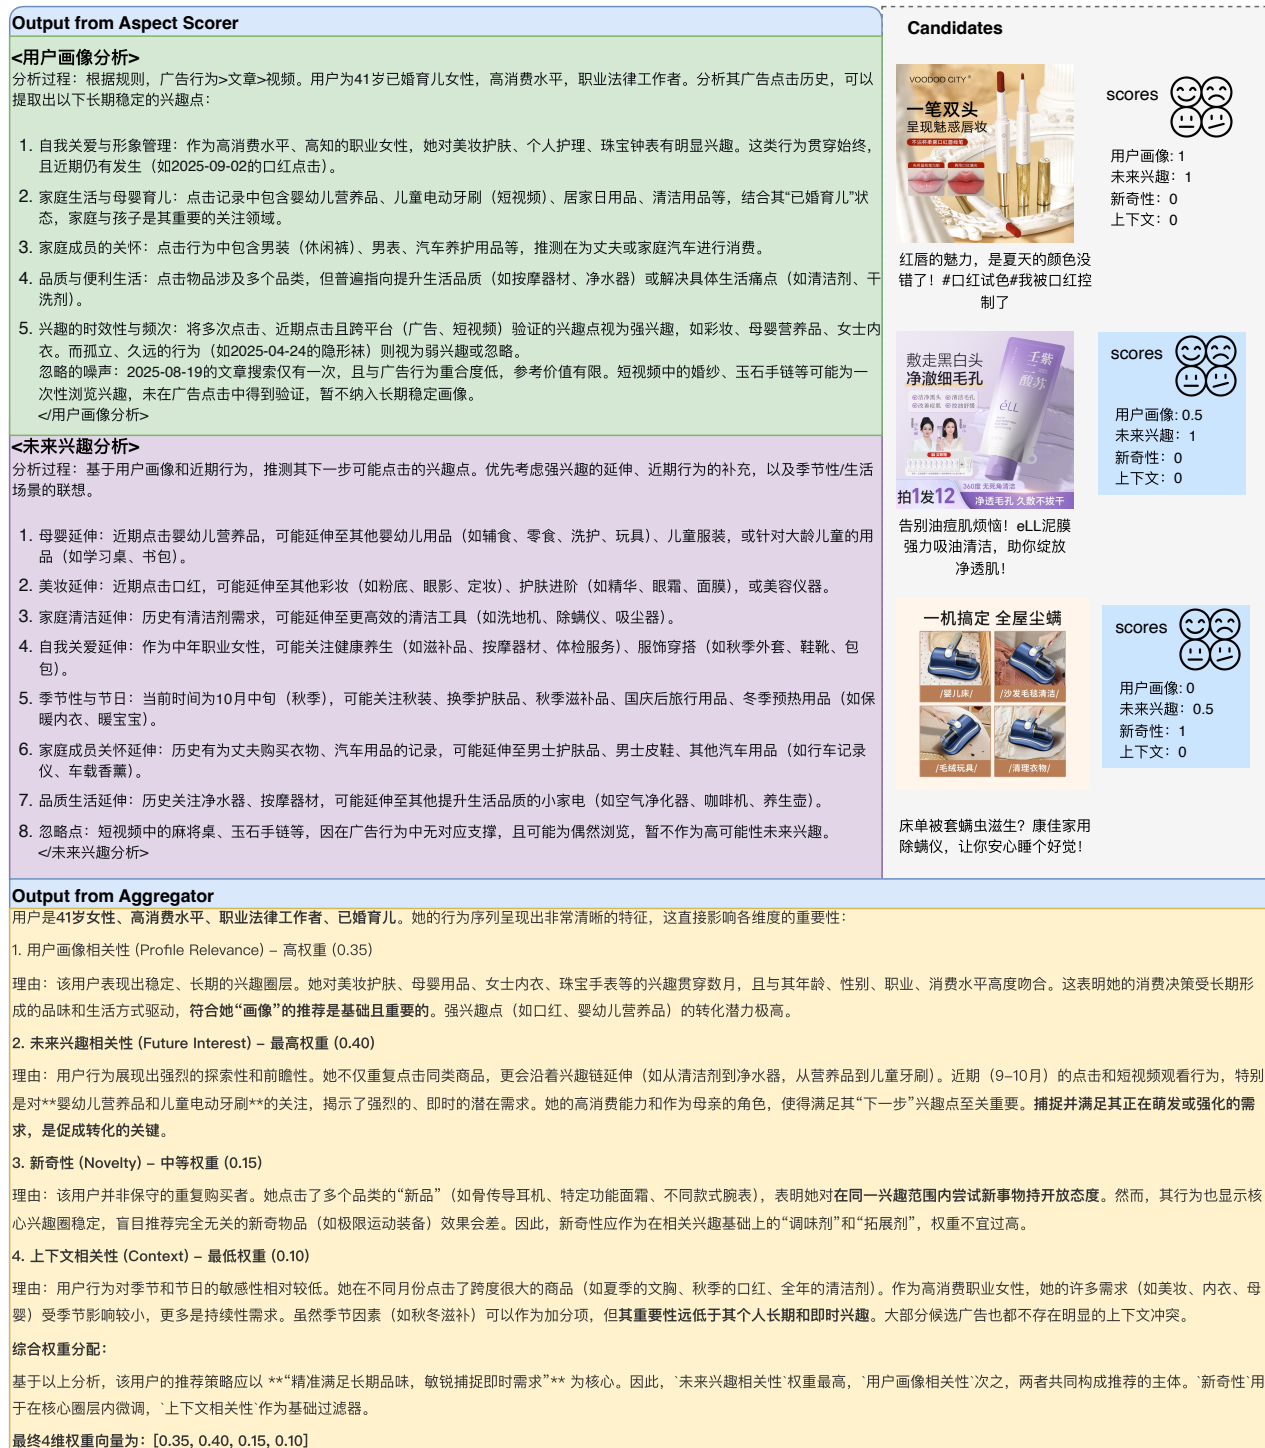 Output from Aspect Scorer
<用户画像分析>
分析过程：根据规则，广告行为>文章>视频。用户为41岁已婚育儿女性，高消费水平，职业法律工作者。分析其广告点击历史，可以
提取出以下长期稳定的兴趣点：
1. 自我关爱与形象管理：作为高消费水平、高知的职业女性，她对美妆护肤、个人护理、珠宝钟表有明显兴趣。这类行为贯穿始终，
且近期仍有发生（如2025-09-02的口红点击）。
2. 家庭生活与母婴育儿：点击记录中包含婴幼儿营养品、儿童电动牙刷（短视频）、居家日用品、清洁用品等，结合其“已婚育儿”状
态，家庭与孩子是其重要的关注领域。
3. 家庭成员的关怀：点击行为中包含男装（休闲裤）、男表、汽车养护用品等，推测在为丈夫或家庭汽车进行消费。
4. 品质与便利生活：点击物品涉及多个品类，但普遍指向提升生活品质（如按摩器材、净水器）或解决具体生活痛点（如清洁剂、干
洗剂）。
5. 兴趣的时效性与频次：将多次点击、近期点击且跨平台（广告、短视频）验证的兴趣点视为强兴趣，如彩妆、母婴营养品、女士内
衣。而孤立、久远的行为（如2025-04-24的隐形袜）则视为弱兴趣或忽略。
忽略的噪声：2025-08-19的文章搜索仅有一次，且与广告行为重合度低，参考价值有限。短视频中的婚纱、玉石手链等可能为一
次性浏览兴趣，未在广告点击中得到验证，暂不纳入长期稳定画像。
</用户画像分析>
<未来兴趣分析>
分析过程：基于用户画像和近期行为，推测其下一步可能点击的兴趣点。优先考虑强兴趣的延伸、近期行为的补充，以及季节性/生活
场景的联想。
1. 母婴延伸：近期点击婴幼儿营养品，可能延伸至其他婴幼儿用品（如辅食、零食、洗护、玩具）、儿童服装，或针对大龄儿童的用
品（如学习桌、书包）。
2. 美妆延伸：近期点击口红，可能延伸至其他彩妆（如粉底、眼影、定妆）、护肤进阶（如精华、眼霜、面膜），或美容仪器。
3. 家庭清洁延伸：历史有清洁剂需求，可能延伸至更高效的清洁工具（如洗地机、除螨仪、吸尘器）。
4. 自我关爱延伸：作为中年职业女性，可能关注健康养生（如滋补品、按摩器材、体检服务）、服饰穿搭（如秋季外套、鞋靴、包
包）。
5. 季节性与节日：当前时间为10月中旬（秋季），可能关注秋装、换季护肤品、秋季滋补品、国庆后旅行用品、冬季预热用品（如保
暖内衣、暖宝宝）。
6. 家庭成员关怀延伸：历史有为丈夫购买衣物、汽车用品的记录，可能延伸至男士护肤品、男士皮鞋、其他汽车用品（如行车记录
仪、车载香薰）。
7. 品质生活延伸：历史关注净水器、按摩器材，可能延伸至其他提升生活品质的小家电（如空气净化器、咖啡机、养生壶）。
8. 忽略点：短视频中的麻将桌、玉石手链等，因在广告行为中无对应支撑，且可能为偶然浏览，暂不作为高可能性未来兴趣。
</未来兴趣分析>
Candidates
VOODOO CITY
一笔双头
呈现魅惑唇妆
scores
用户画像: 1
未来兴趣：1
新奇性：0
上下文：0
红唇的魅力，是夏天的颜色没
错了！#口红试色#我被口红控
制了
敷走黑白头
净澈细毛孔
壬紫
二
酸苏
éLL
360度 无死角清洁
拍1发12
净透毛孔 久敷不拔干
scores
用户画像: 0.5
未来兴趣：1
新奇性：0
上下文：0
告别油痘肌烦恼！eLL泥膜
强力吸油清洁，助你绽放
净透肌！
一机搞定 全屋尘螨
/婴儿床/
/沙发毛毯清洁/
/毛绒玩具/
/清理衣物/
scores
用户画像: 0
未来兴趣：0.5
新奇性：1
上下文：0
床单被套螨虫滋生？康佳家用
除螨仪，让你安心睡个好觉！
Output from Aggregator
用户是41岁女性、高消费水平、职业法律工作者、已婚育儿。她的行为序列呈现出非常清晰的特征，这直接影响各维度的重要性：
1. 用户画像相关性 (Profile Relevance) – 高权重 (0.35)
理由：该用户表现出稳定、长期的兴趣圈层。她对美妆护肤、母婴用品、女士内衣、珠宝手表等的兴趣贯穿数月，且与其年龄、性别、职业、消费水平高度吻合。这表明她的消费决策受长期形
成的品味和生活方式驱动，符合她“画像”的推荐是基础且重要的。强兴趣点（如口红、婴幼儿营养品）的转化潜力极高。
2. 未来兴趣相关性 (Future Interest) – 最高权重 (0.40)
理由：用户行为展现出强烈的探索性和前瞻性。她不仅重复点击同类商品，更会沿着兴趣链延伸（如从清洁剂到净水器，从营养品到儿童牙刷）。近期（9–10月）的点击和短视频观看行为，特别
是对**婴幼儿营养品和儿童电动牙刷**的关注，揭示了强烈的、即时的潜在需求。她的高消费能力和作为母亲的角色，使得满足其“下一步”兴趣点至关重要。捕捉并满足其正在萌发或强化的需
求，是促成转化的关键。
3. 新奇性 (Novelty) – 中等权重 (0.15)
理由：该用户并非保守的重复购买者。她点击了多个品类的“新品”（如骨传导耳机、特定功能面霜、不同款式腕表），表明她对在同一兴趣范围内尝试新事物持开放态度。然而，其行为也显示核
心兴趣圈稳定，盲目推荐完全无关的新奇物品（如极限运动装备）效果会差。因此，新奇性应作为在相关兴趣基础上的“调味剂”和“拓展剂”，权重不宜过高。
4. 上下文相关性 (Context) – 最低权重 (0.10)
理由：用户行为对季节和节日的敏感性相对较低。她在不同月份点击了跨度很大的商品（如夏季的文胸、秋季的口红、全年的清洁剂）。作为高消费职业女性，她的许多需求（如美妆、内衣、母
婴）受季节影响较小，更多是持续性需求。虽然季节因素（如秋冬滋补）可以作为加分项，但其重要性远低于其个人长期和即时兴趣。大部分候选广告也都不存在明显的上下文冲突。
综合权重分配：
基于以上分析，该用户的推荐策略应以 **“精准满足长期品味，敏锐捕捉即时需求”** 为核心。因此，`未来兴趣相关性`权重最高，`用户画像相关性`次之，两者共同构成推荐的主体。`新奇性`用
于在核心圈层内微调，`上下文相关性`作为基础过滤器。
最终4维权重向量为：[0.35, 0.40, 0.15, 0.10]